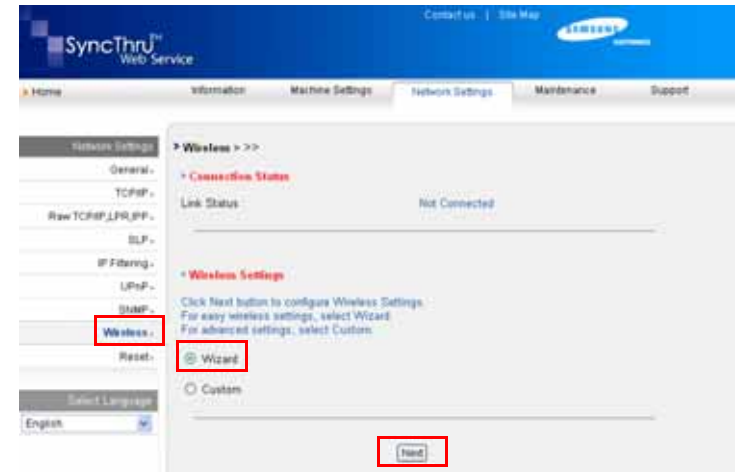 Contact us | Site Map
SAMSUNG
SyncThru™
Web Service
Home
Information
Machine Settings
Network Settings
Maintenance
Support
Network Settings
General
TCP/IP
Raw TCP/IP,LPR,IPP
SLP
IP Filtering
UPnP
SNMP
Wireless
Reset
Select Language
English
Wireless > >>
Connection Status
Link Status Not Connected
Wireless Settings
Click Next button to configure Wireless Settings.
For easy wireless settings, select Wizard.
For advanced settings, select Custom.
Wizard
Custom
Next